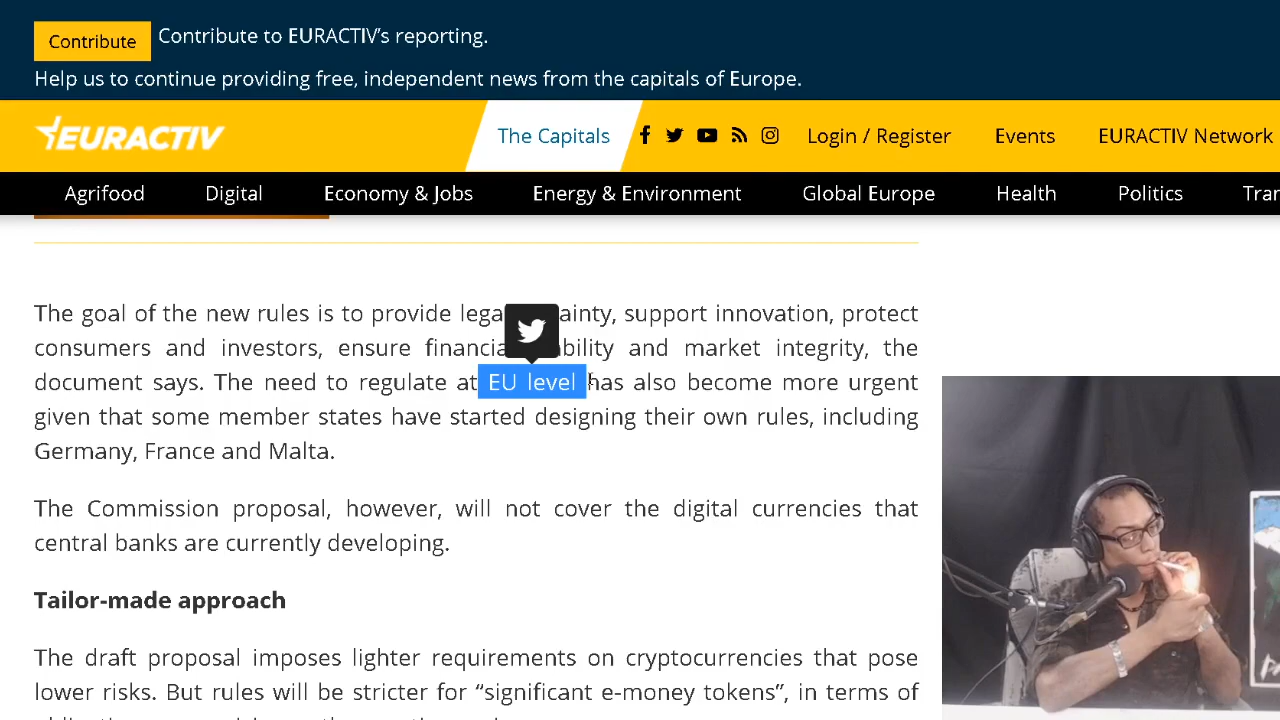 Contribute
Contribute to EURACTIV’s reporting.
Help us to continue providing free, independent news from the capitals of Europe.
EURACTIV
The Capitals
Login / Register
Events
EURACTIV Network
Agrifood
Digital
Economy & Jobs
Energy & Environment
Global Europe
Health
Politics
The goal of the new rules is to provide support innovation, protect
consumers and investors, ensure and market integrity, the
document says. The need to regulate at EU level has also become more urgent
given that some member states have started designing their own rules, including
Germany, France and Malta.
The Commission proposal, however, will not cover the digital currencies that
central banks are currently developing.
Tailor-made approach
The draft proposal imposes lighter requirements on cryptocurrencies that pose
lower risks. But rules will be stricter for “significant e-money tokens”, in terms of